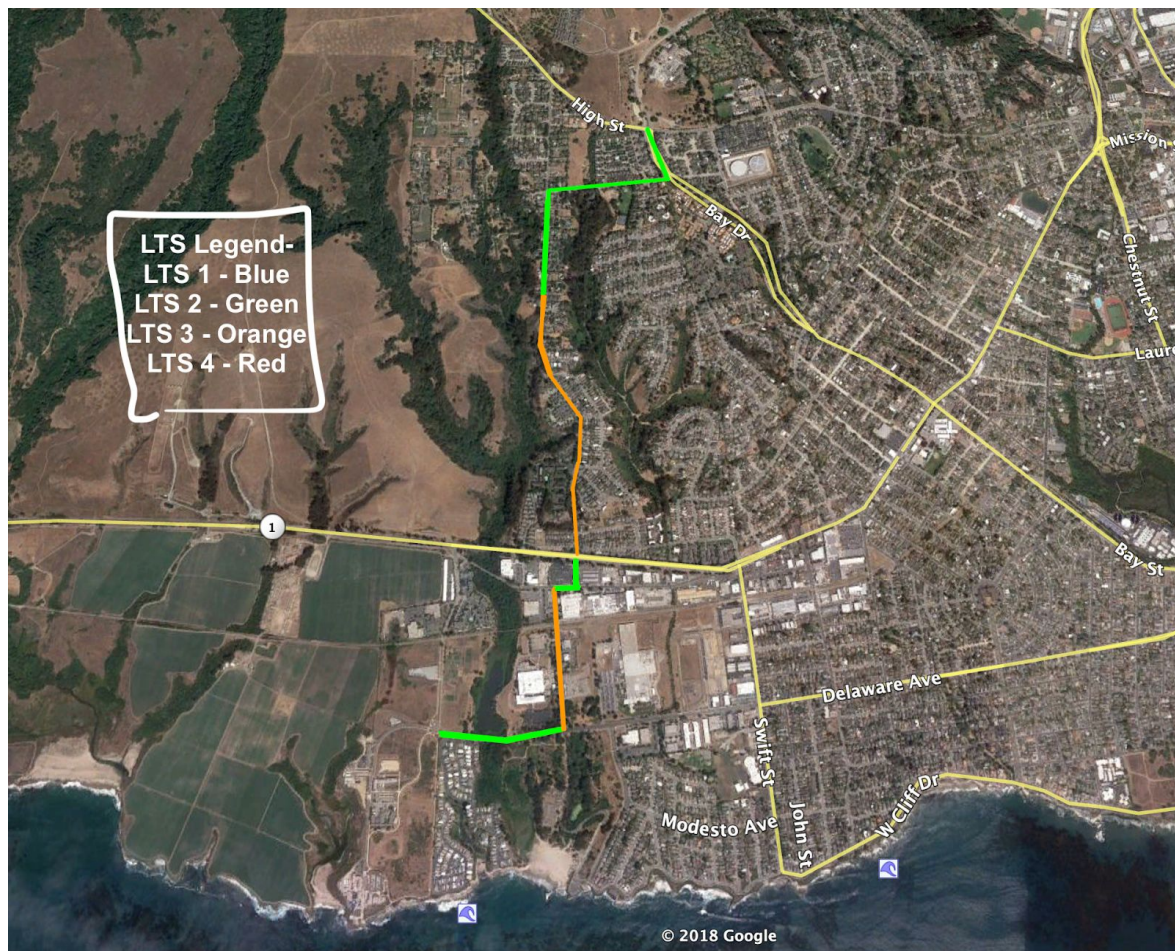 High St
Mission
LTS Legend-
LTS 1 - Blue
LTS 2 - Green
LTS 3 - Orange
LTS 4 - Red
Bay Dr
Chestnut St
Laure
1
Bay St
Delaware Ave
Swift St
John St
W Cliff Dr
Modesto Ave
© 2018 Google